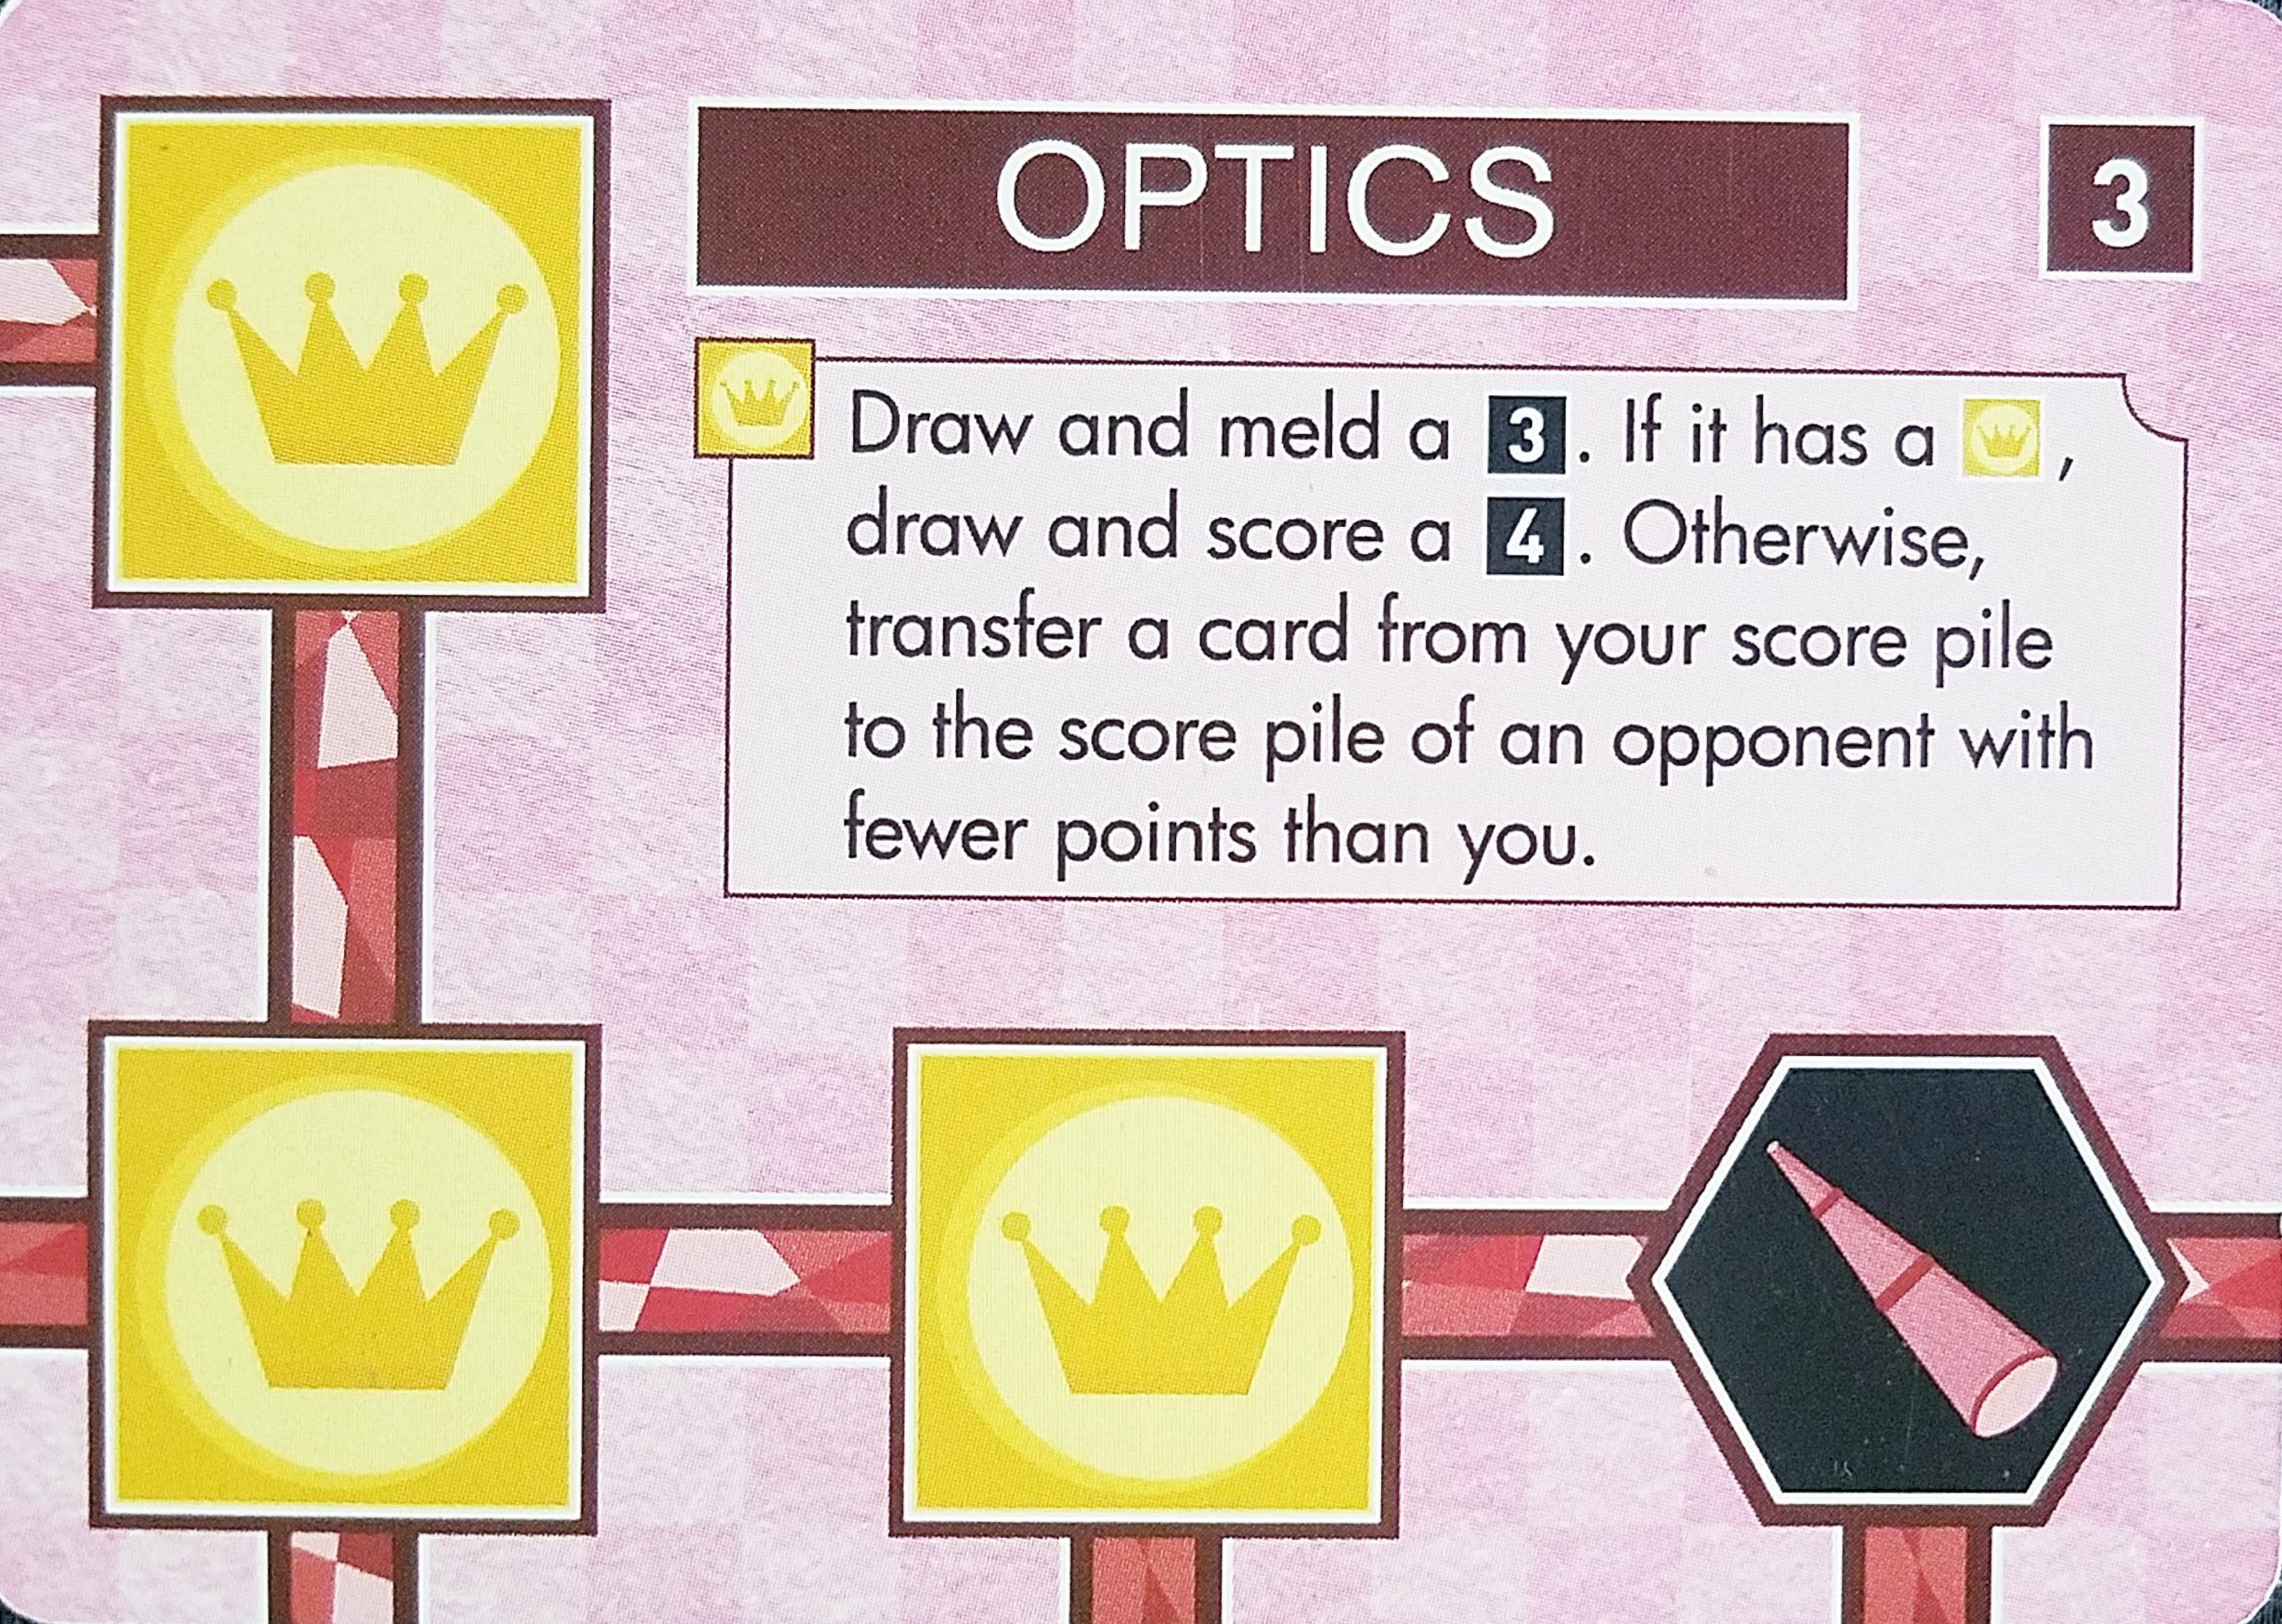 OPTICS
3
Draw and meld a 3. If it has a ,
draw and score a 4. Otherwise,
transfer a card from your score pile
to the score pile of an opponent with
fewer points than you.